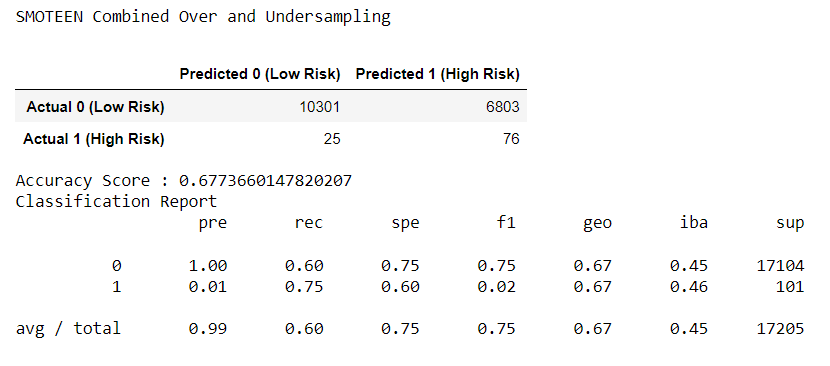 SMOTEEN Combined Over and Undersampling
Predicted 0 (Low Risk) Predicted 1 (High Risk)
Actual 0 (Low Risk) 10301 6803
Actual 1 (High Risk) 25 76
Accuracy Score : 0.6773660147820207
Classification Report
pre rec spe f1 geo iba sup
0 1.00 0.60 0.75 0.75 0.67 0.45 17104
1 0.01 0.75 0.60 0.02 0.67 0.46 101
avg / total 0.99 0.60 0.75 0.75 0.67 0.45 17205